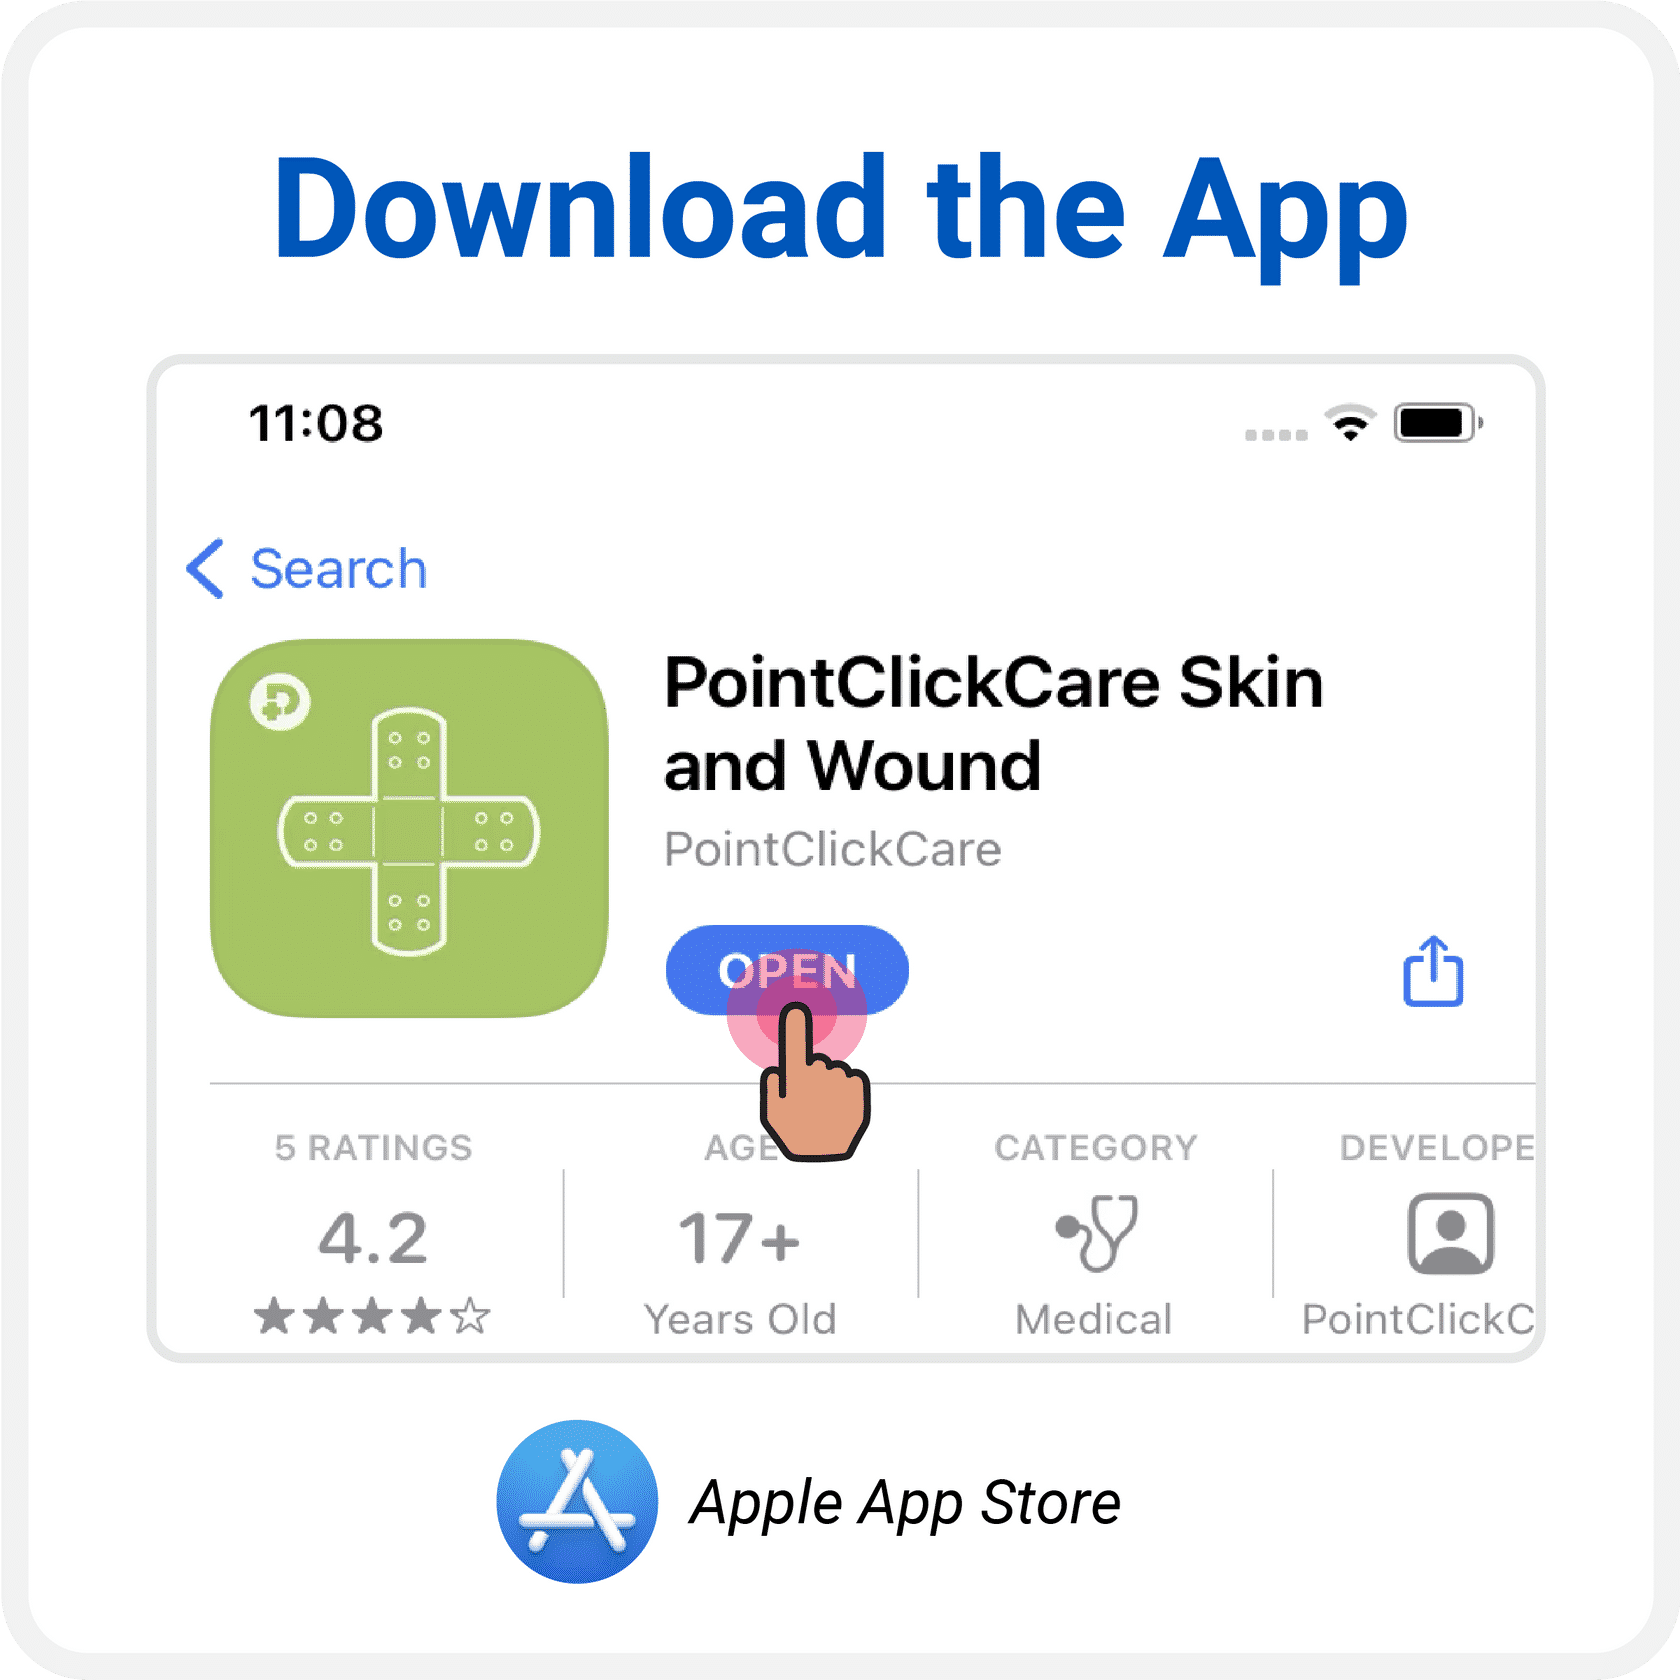 Download the App
11:08
Search
PointClickCare Skin
and Wound
PointClickCare
OPEN
5 RATINGS
AGE
CATEGORY
DEVELOPE
4.2
17+
Years Old
Medical
PointClickC
Apple App Store